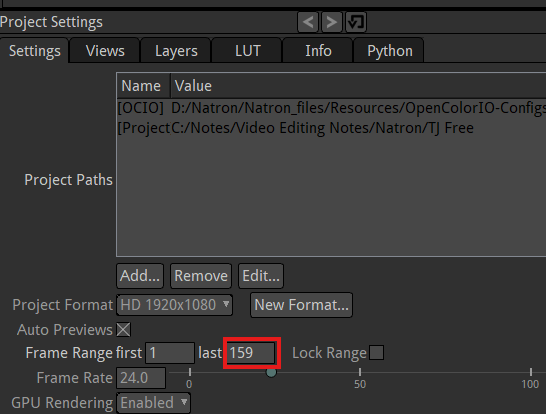 Project Settings
Settings Views Layers LUT Info Python
Name Value
[OCIO] D:/Natron/Natron_files/Resources/OpenColorIO-Configs
[Project C:/Notes/Video Editing Notes/Natron/TJ Free
Project Paths
Add... Remove Edit...
Project Format HD 1920x1080 New Format...
Auto Previews
Frame Range first 1 last 159 Lock Range
Frame Rate 24.0 0 50 100
GPU Rendering Enabled